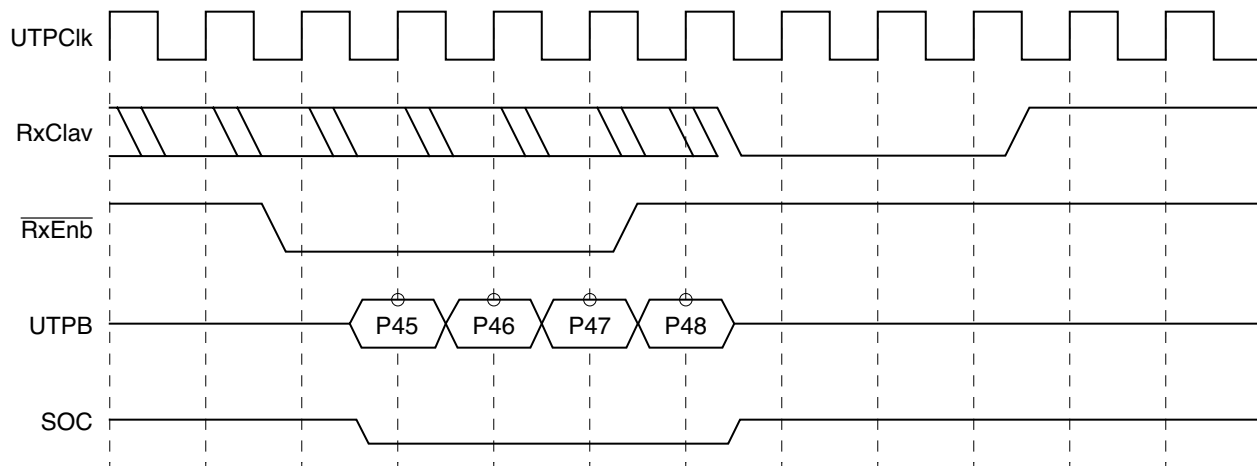 UTPClk
RxClav
RxEnb
UTPB
P45 P46 P47 P48
SOC